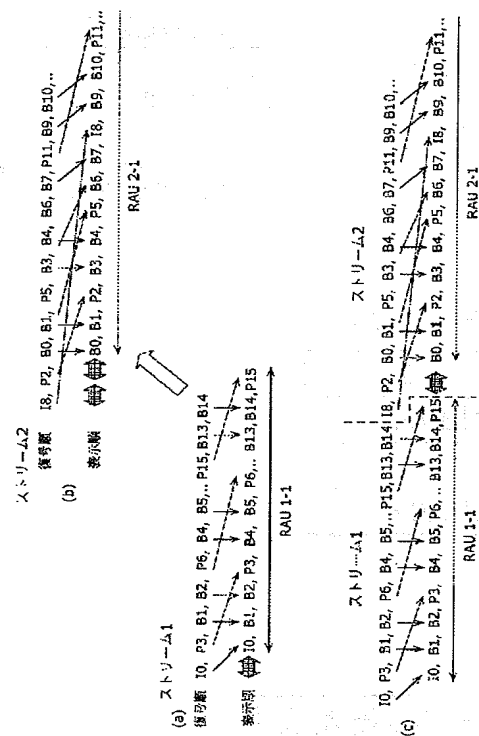 ストリーム2
復号順 I8, P2, B0, B1, P5, B3, B4, B6, B7, P11, B9, B10,..
(b)
表示順 B0, B1, P2, B3, B4, P5, B6, B7, I8, B9, B10, P11,..
RAU 2-1
ストリーム1
(a)
復号順 I0, P3, B1, B2, P6, B4, B5,... P15, B13, B14
表示順 I0, B1, B2, P3, B4, B5, P6,... B13, B14, P15
RAU 1-1
ストリーム1 ストリーム2
I0, P3, B1, B2, P6, B4, B5,... P15, B13, B14 I8, P2, B0, B1, P5, B3, B4, B6, B7, P11, B9, B10,..
I0, B1, B2, P3, B4, B5, P6,.. B13, B14, P15 B0, B1, P2, B3, B4, P5, B6, B7, I8, B9, B10, P11,..
(c)
RAU 1-1 RAU 2-1